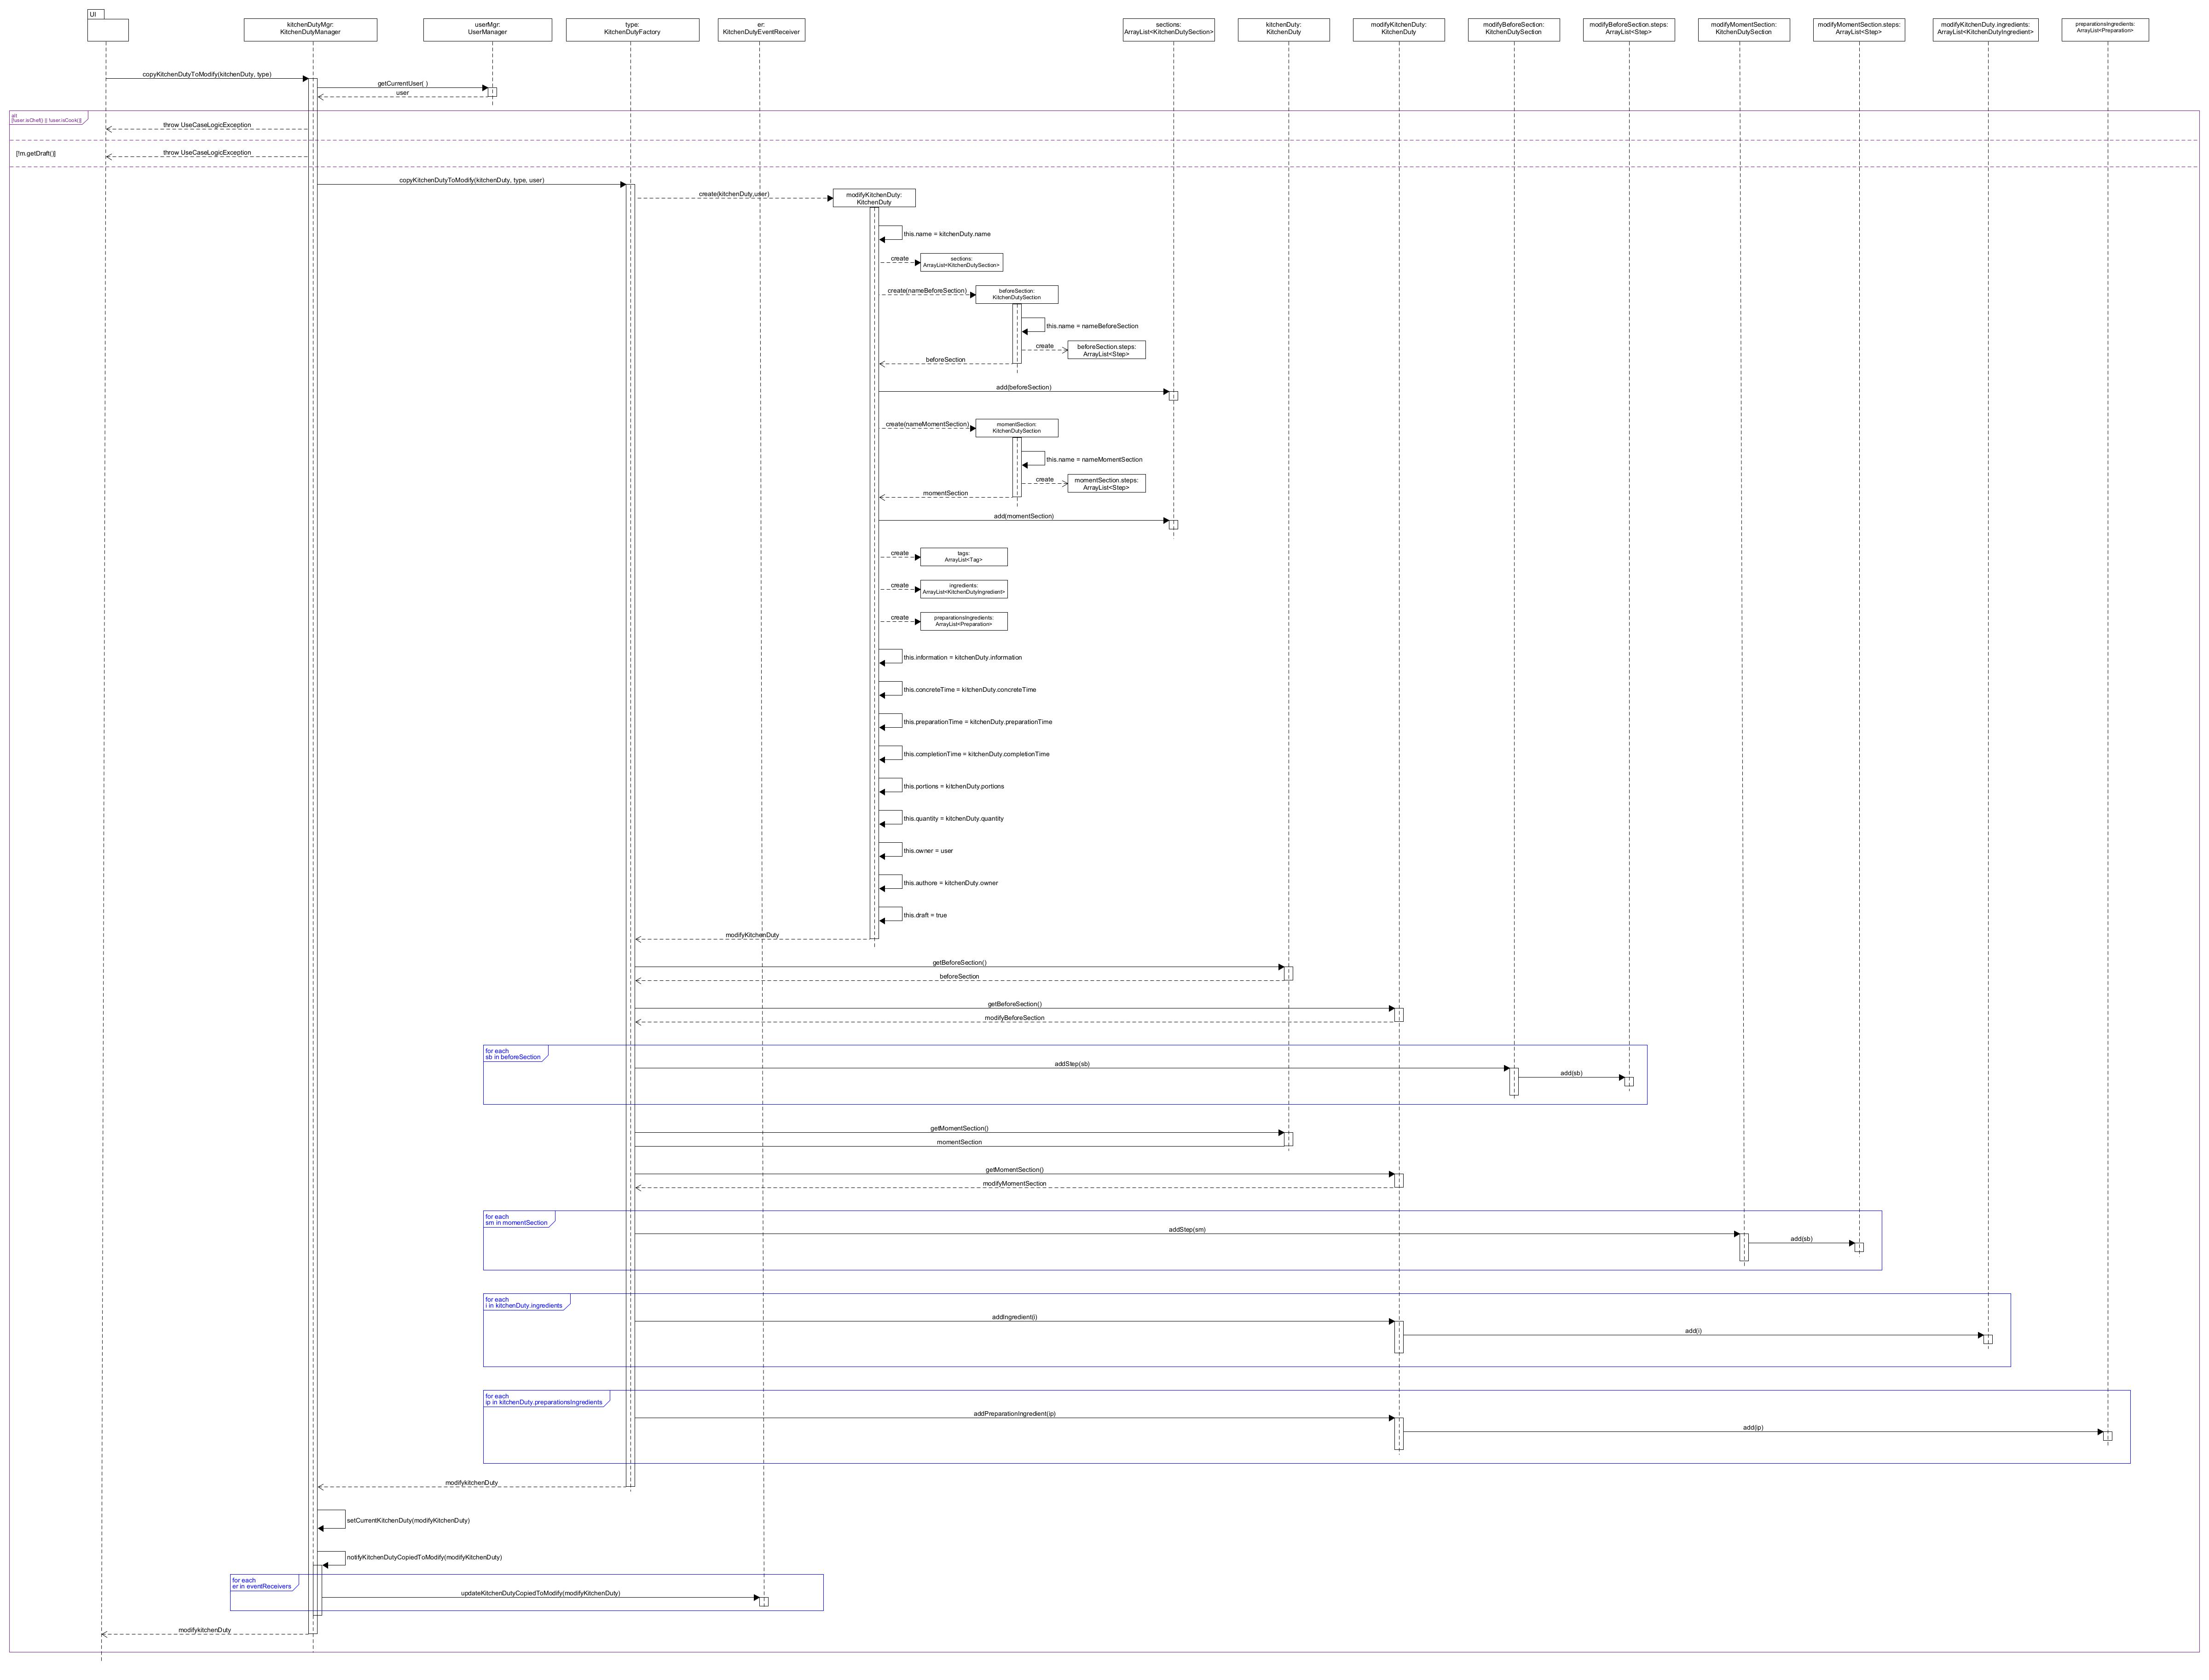 UI
kitchenDutyMgr:
KitchenDutyManager
userMgr:
UserManager
type:
KitchenDutyFactory
er:
KitchenDutyEventReceiver
sections:
ArrayList<KitchenDutySection>
kitchenDuty:
KitchenDuty
modifyKitchenDuty:
KitchenDuty
modifyBeforeSection:
KitchenDutySection
modifyBeforeSection.steps:
ArrayList<Step>
modifyMomentSection:
KitchenDutySection
modifyMomentSection.steps:
ArrayList<Step>
modifyKitchenDuty.ingredients:
ArrayList<KitchenDutyIngredient>
preparationsIngredients:
ArrayList<Preparation>
copyKitchenDutyToModify(kitchenDuty, type)
getCurrentUser( )
user
alt
[!user.isChef() || !user.isCook()]
throw UseCaseLogicException
[!m.getDraft()]
throw UseCaseLogicException
copyKitchenDutyToModify(kitchenDuty, type, user)
create(kitchenDuty,user)
modifyKitchenDuty:
KitchenDuty
this.name = kitchenDuty.name
create
sections:
ArrayList<KitchenDutySection>
create(nameBeforeSection)
beforeSection:
KitchenDutySection
this.name = nameBeforeSection
create
beforeSection.steps:
ArrayList<Step>
beforeSection
add(beforeSection)
create(nameMomentSection)
momentSection:
KitchenDutySection
this.name = nameMomentSection
create
momentSection.steps:
ArrayList<Step>
momentSection
add(momentSection)
create
tags:
ArrayList<Tag>
create
ingredients:
ArrayList<KitchenDutyIngredient>
create
preparationsIngredients:
ArrayList<Preparation>
this.information = kitchenDuty.information
this.concreteTime = kitchenDuty.concreteTime
this.preparationTime = kitchenDuty.preparationTime
this.completionTime = kitchenDuty.completionTime
this.portions = kitchenDuty.portions
this.quantity = kitchenDuty.quantity
this.owner = user
this.authore = kitchenDuty.owner
this.draft = true
modifyKitchenDuty
getBeforeSection()
beforeSection
getBeforeSection()
modifyBeforeSection
for each
sb in beforeSection
addStep(sb)
add(sb)
getMomentSection()
momentSection
getMomentSection()
modifyMomentSection
for each
sm in momentSection
addStep(sm)
add(sb)
for each
i in kitchenDuty.ingredients
addIngredient(i)
add(i)
for each
ip in kitchenDuty.preparationsIngredients
addPreparationIngredient(ip)
add(ip)
modifykitchenDuty
setCurrentKitchenDuty(modifyKitchenDuty)
notifyKitchenDutyCopiedToModify(modifyKitchenDuty)
for each
er in eventReceivers
updateKitchenDutyCopiedToModify(modifyKitchenDuty)
modifykitchenDuty